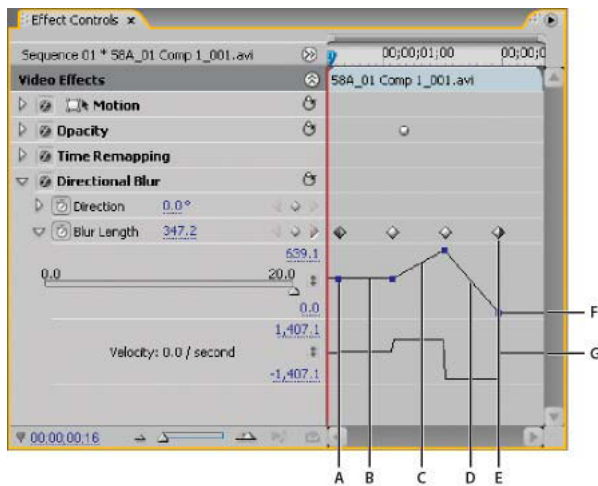 Effect Controls x
Sequence 01 * 58A_01 Comp 1_001.avi
00;00;01;00 00;00;0
Video Effects
58A_01 Comp 1_001.avi
Motion
Opacity
Time Remapping
Directional Blur
Direction 0.0°
Blur Length 347.2
639.1
0.0 20.0
0.0
F
1,407.1
G
Velocity: 0.0 / second
-1,407.1
00;00;00;16
A B C D E